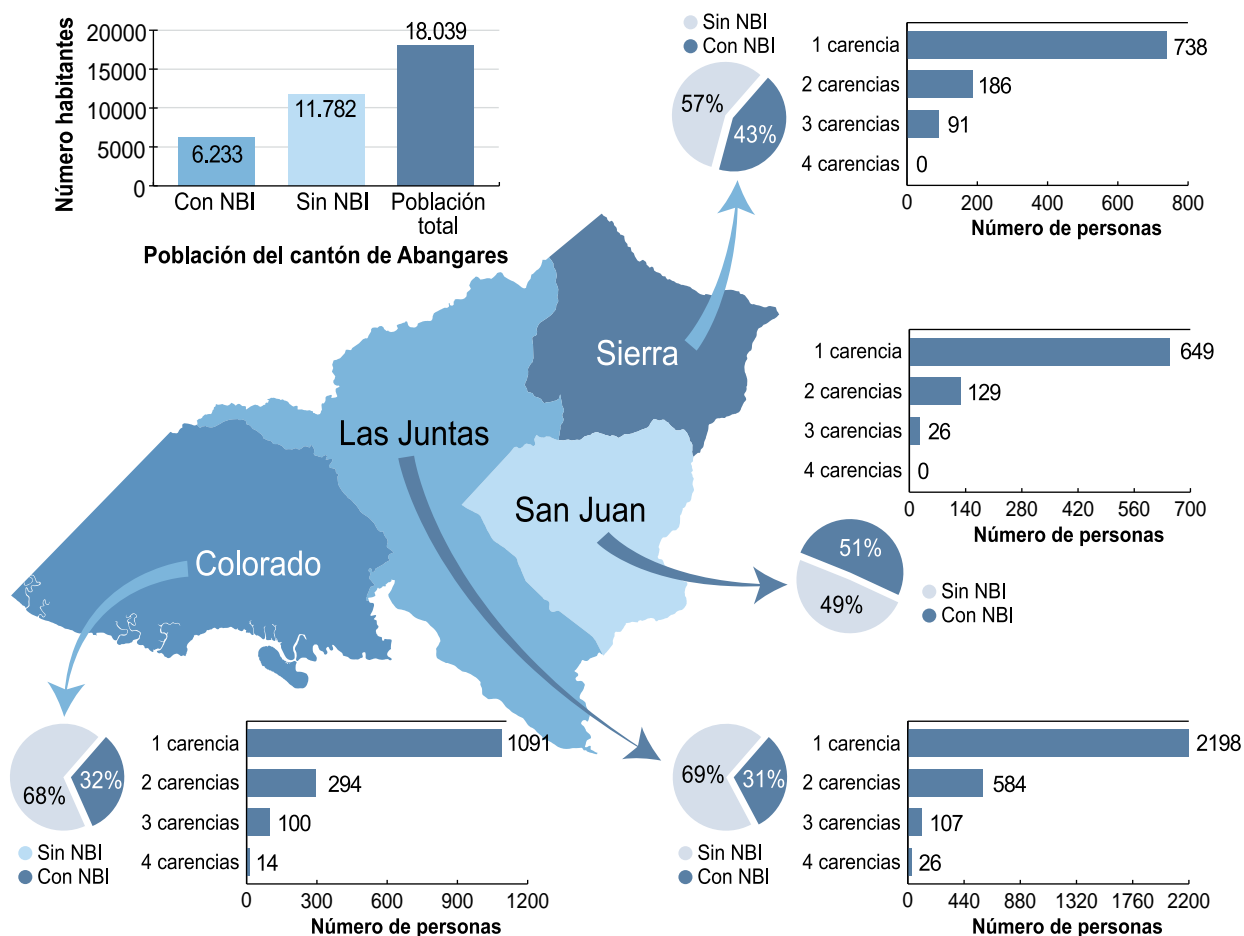 Número habitantes
20000
15000
10000
5000
0
6.233
11.782
18.039
Con NBI
Sin NBI
Población
total
Población del cantón de Abangares
Sin NBI
Con NBI
57%
43%
1 carencia
738
2 carencias
186
3 carencias
91
4 carencias
0
0 200 400 600 800
Número de personas
Sierra
Las Juntas
San Juan
Colorado
1 carencia
649
2 carencias
129
3 carencias
26
4 carencias
0
0 140 280 420 560 700
Número de personas
51%
49%
Sin NBI
Con NBI
68%
32%
Sin NBI
Con NBI
1 carencia
1091
2 carencias
294
3 carencias
100
4 carencias
14
0 300 600 900 1200
Número de personas
69%
31%
Sin NBI
Con NBI
1 carencia
2198
2 carencias
584
3 carencias
107
4 carencias
26
0 440 880 1320 1760 2200
Número de personas